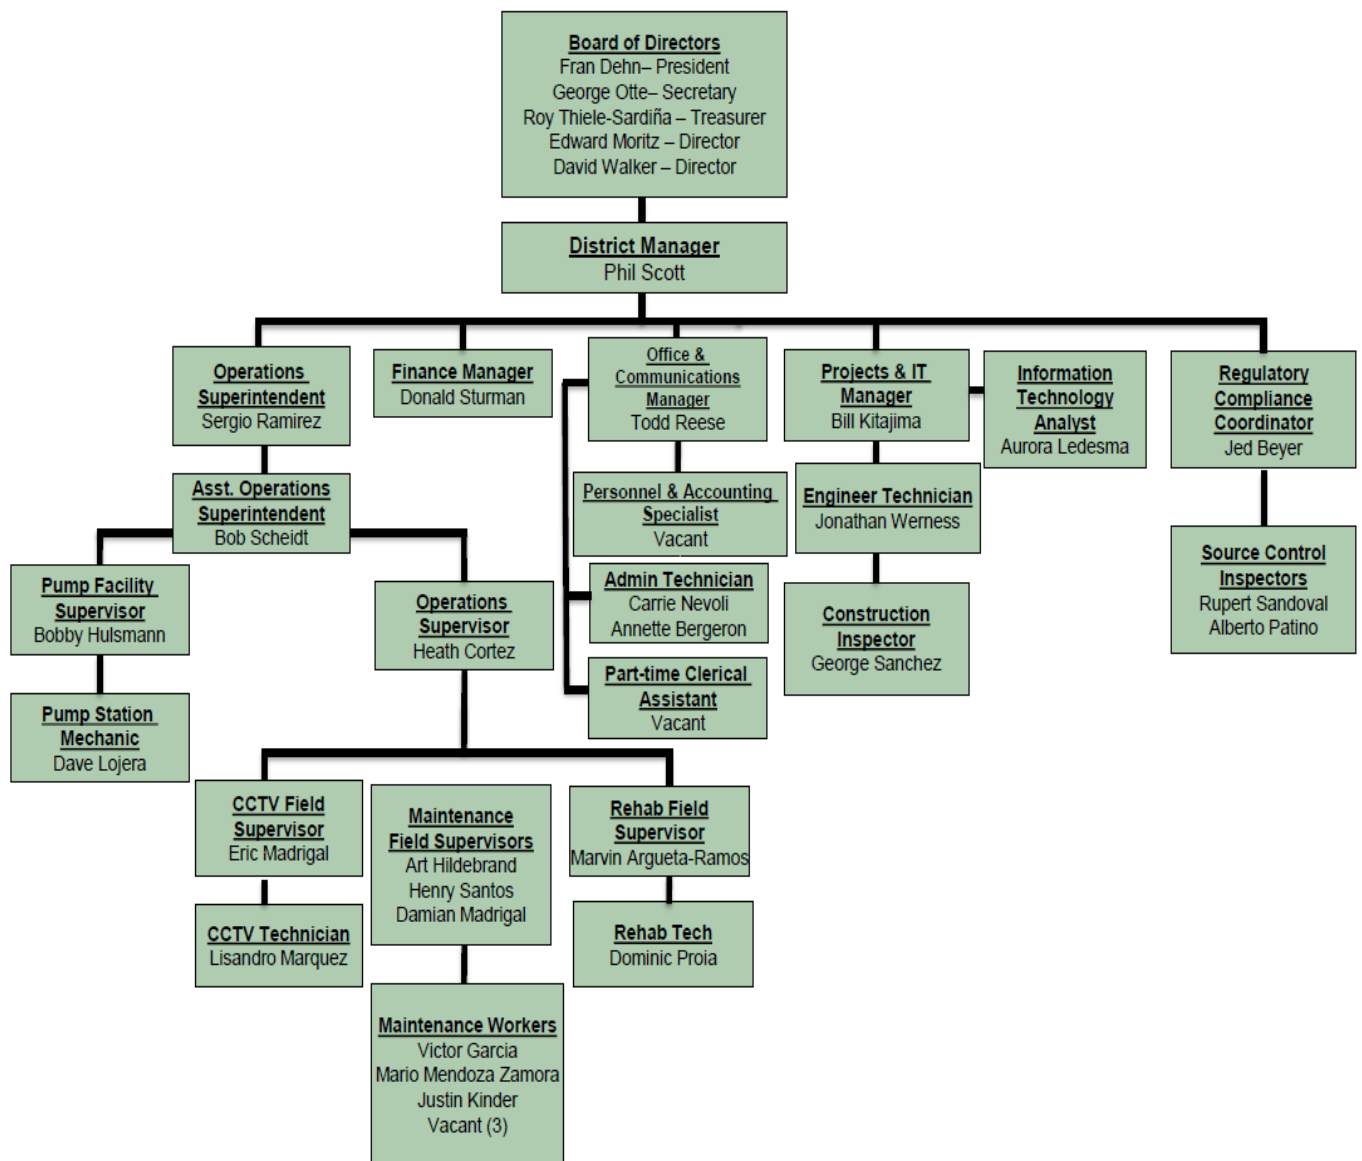 Board of Directors
Fran Dehn– President
George Otte– Secretary
Roy Thiele-Sardiña – Treasurer
Edward Moritz – Director
David Walker – Director
District Manager
Phil Scott
Operations
Superintendent
Sergio Ramirez
Finance Manager
Donald Sturman
Office &
Communications
Manager
Todd Reese
Projects & IT
Manager
Bill Kitajima
Information
Technology
Analyst
Aurora Ledesma
Regulatory
Compliance
Coordinator
Jed Beyer
Asst. Operations
Superintendent
Bob Scheidt
Personnel & Accounting
Specialist
Vacant
Engineer Technician
Jonathan Werness
Source Control
Inspectors
Rupert Sandoval
Alberto Patino
Pump Facility
Supervisor
Bobby Hulsmann
Operations
Supervisor
Heath Cortez
Admin Technician
Carrie Nevoli
Annette Bergeron
Construction
Inspector
George Sanchez
Part-time Clerical
Assistant
Vacant
Pump Station
Mechanic
Dave Lojera
CCTV Field
Supervisor
Eric Madrigal
Maintenance
Field Supervisors
Art Hildebrand
Henry Santos
Damian Madrigal
Rehab Field
Supervisor
Marvin Argueta-Ramos
CCTV Technician
Lisandro Marquez
Rehab Tech
Dominic Proia
Maintenance Workers
Victor Garcia
Mario Mendoza Zamora
Justin Kinder
Vacant (3)